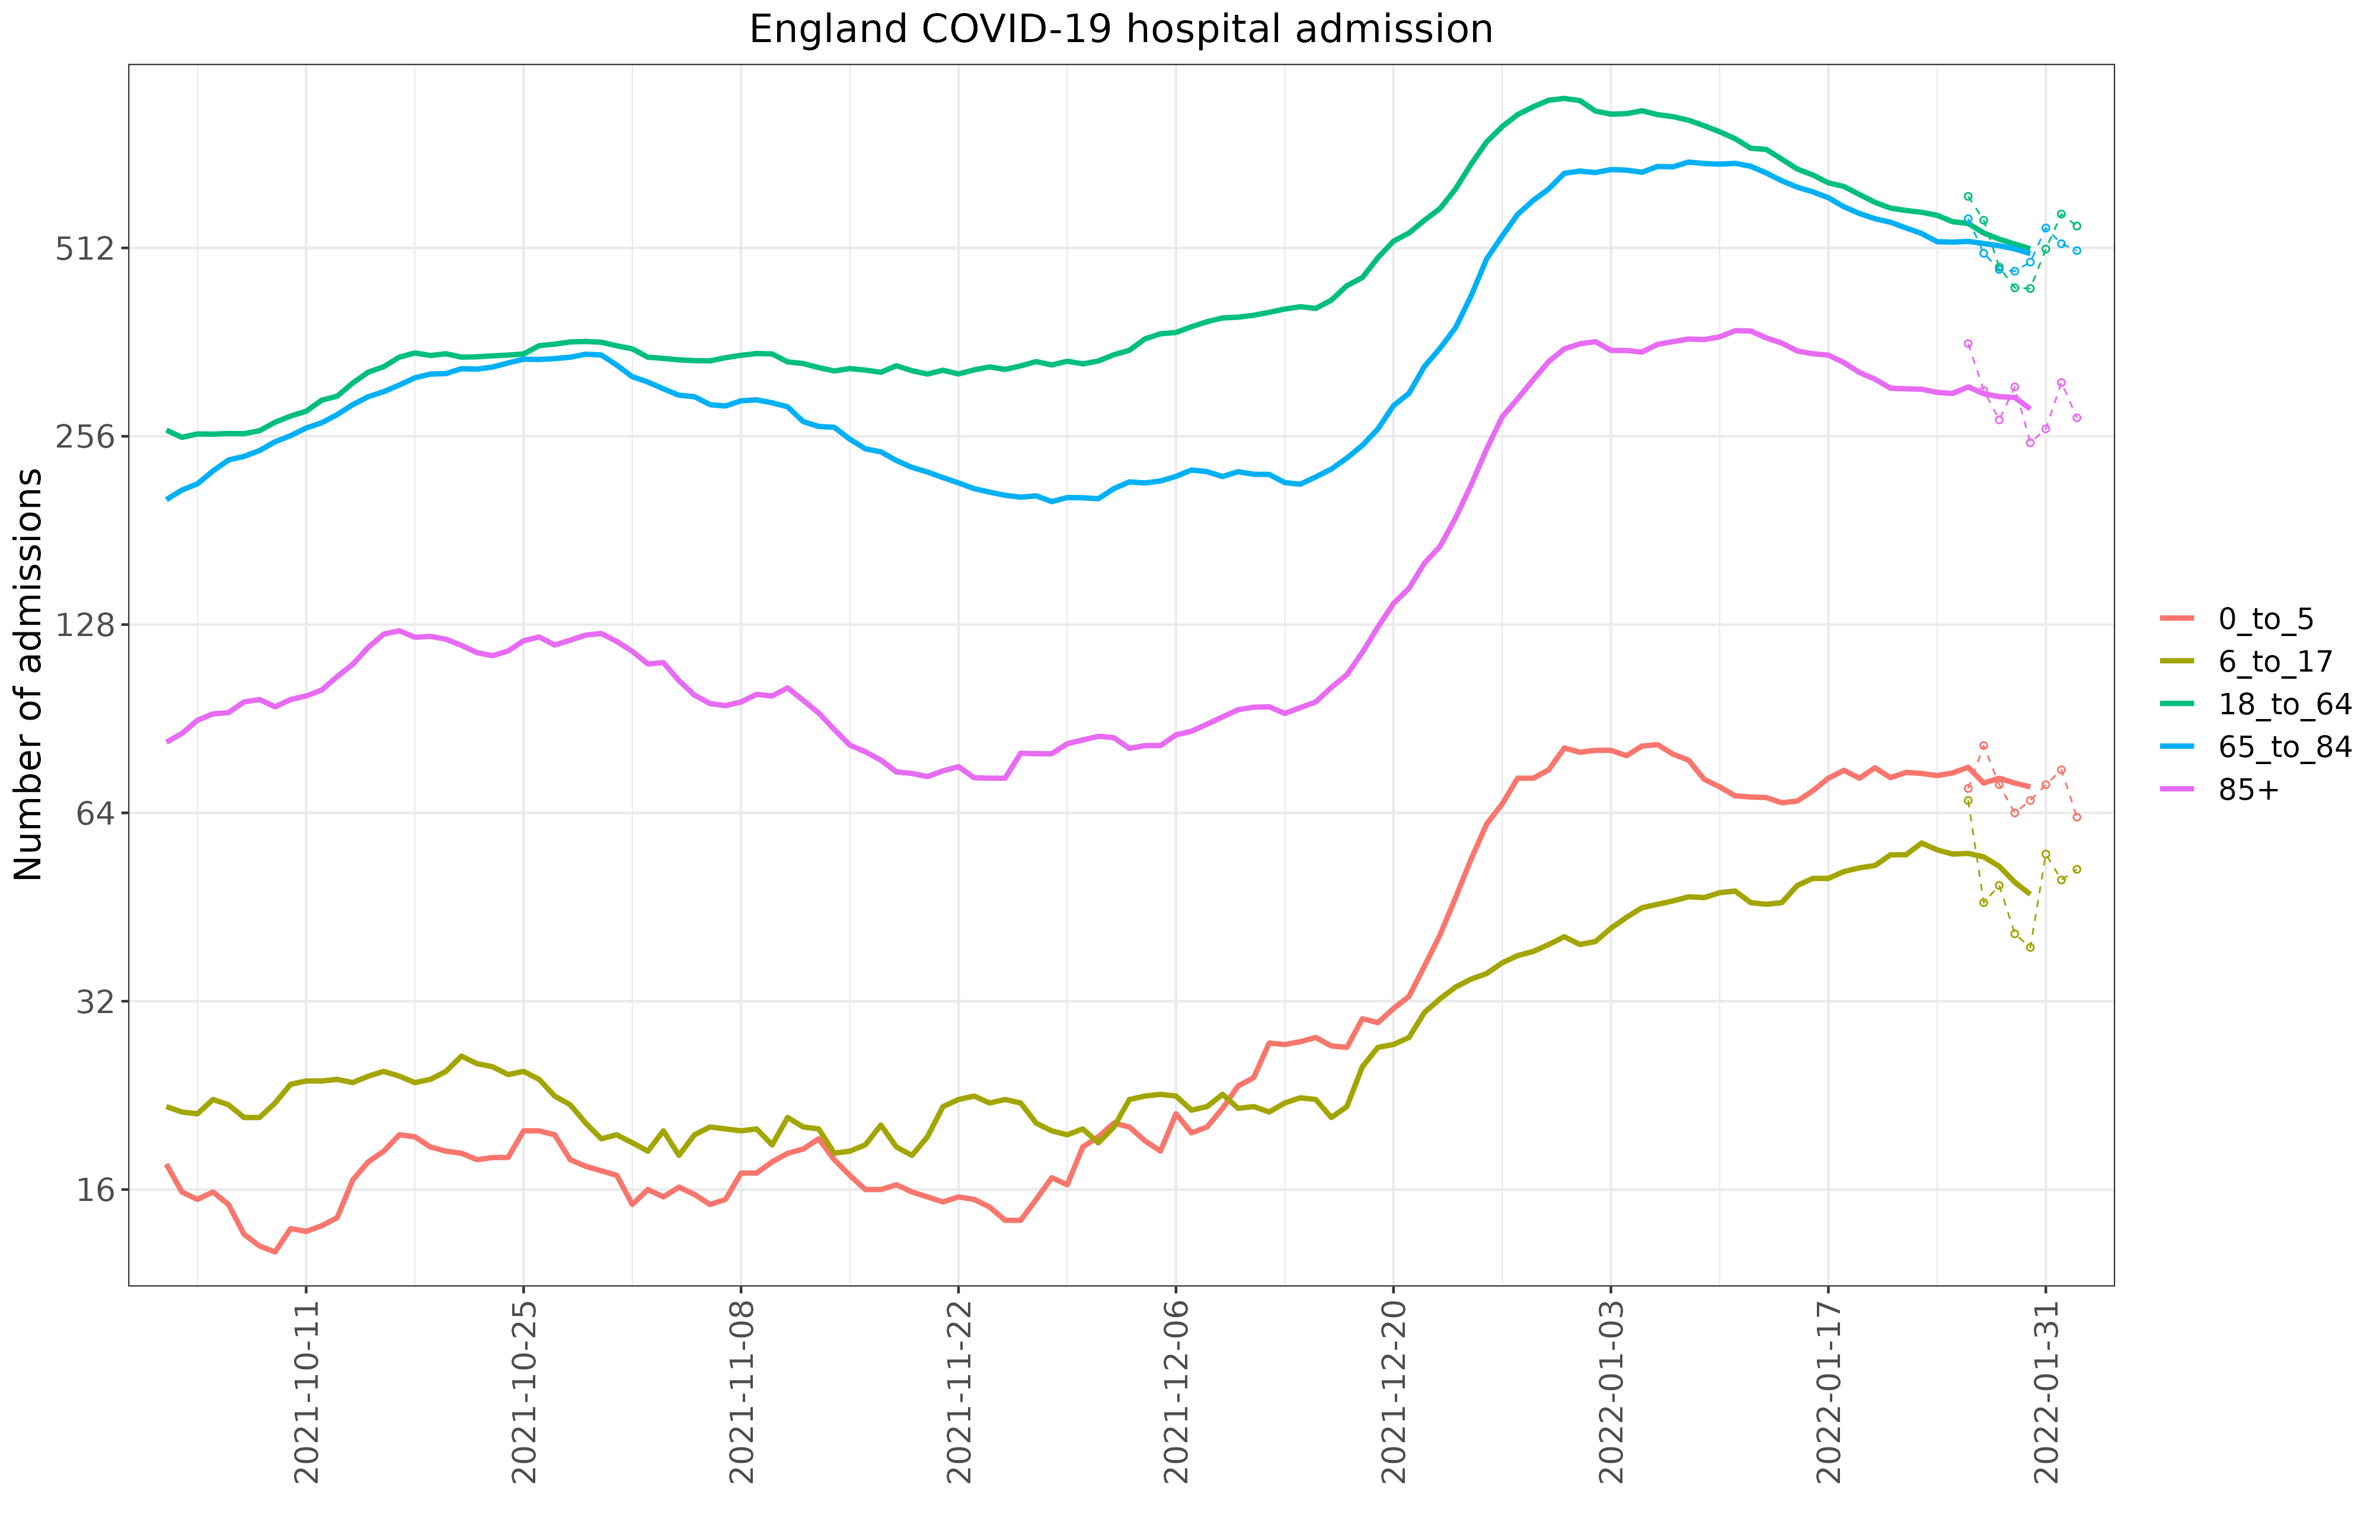 England COVID-19 hospital admission
Number of admissions
512
256
128
64
32
16
2021-10-11
2021-10-25
2021-11-08
2021-11-22
2021-12-06
2021-12-20
2022-01-03
2022-01-17
2022-01-31
0_to_5
6_to_17
18_to_64
65_to_84
85+